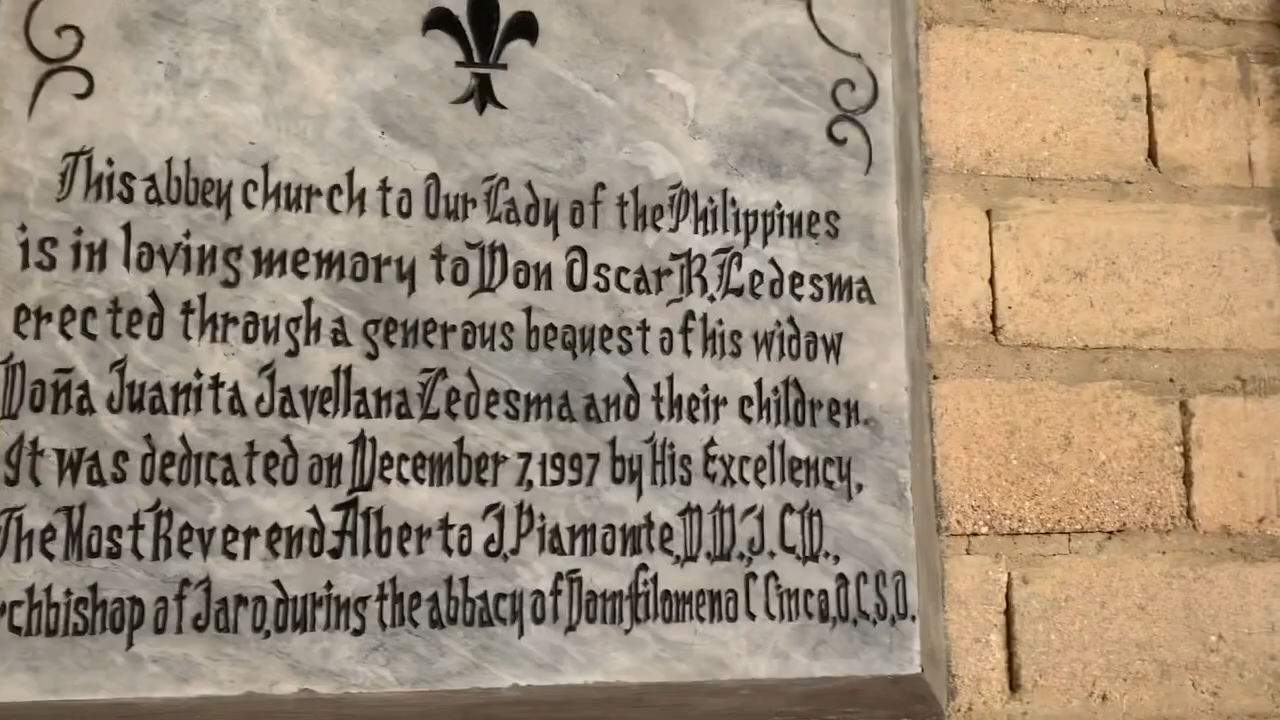 This abbey church to Our Lady of the Philippines
is in loving memory to Don Oscar R. Ledesma
erected through a generous bequest of his widow
Doña Juanita Javellana Ledesma and their children.
It was dedicated on December 7, 1997 by His Excellency,
The Most Reverend Alberto J. Piamonte, D.D., J.C.D.,
rchbishop of Jaro, during the abbacy of Dom Filomeno C Cinco, O.C.S.O.